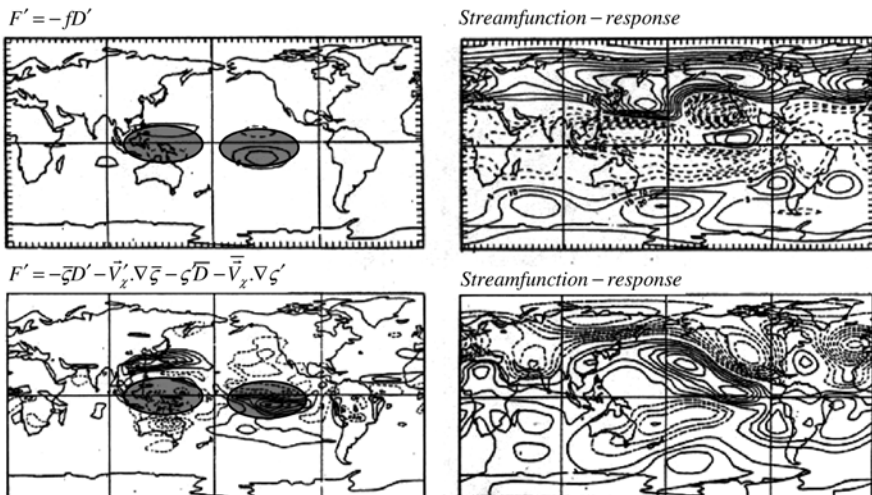 F′ = −fD′
Streamfunction − response
F′ = −ζ̄D′ − V⃗′χ.∇ζ̄ − ς′D̄ − V̄⃗χ.∇ς′
Streamfunction − response